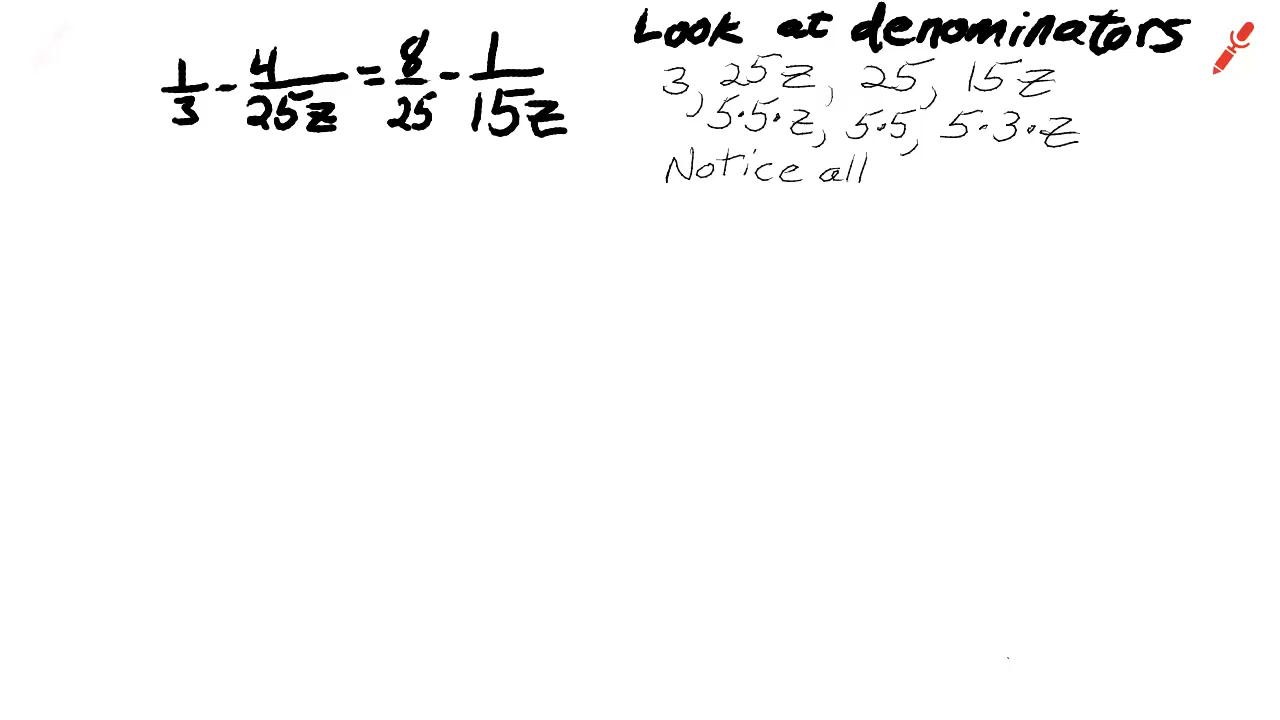 1/3 - 4/25z = 8/25 - 1/15z
Look at denominators
3, 25z, 25, 15z
5·5·z, 5·5, 5·3·z
Notice all